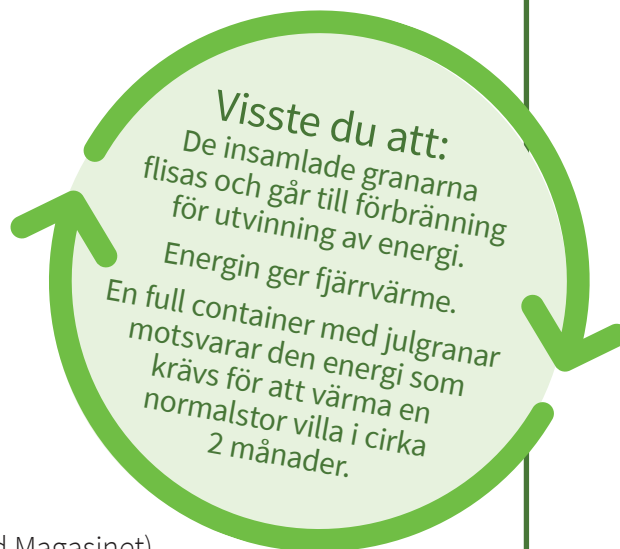 Visste du att:
De insamlade granarna
flisas och går till förbränning
för utvinning av energi.
Energin ger fjärrvärme.
En full container med julgranar
motsvarar den energi som
krävs för att värma en
normalstor villa i cirka
2 månader.
Magasinet)